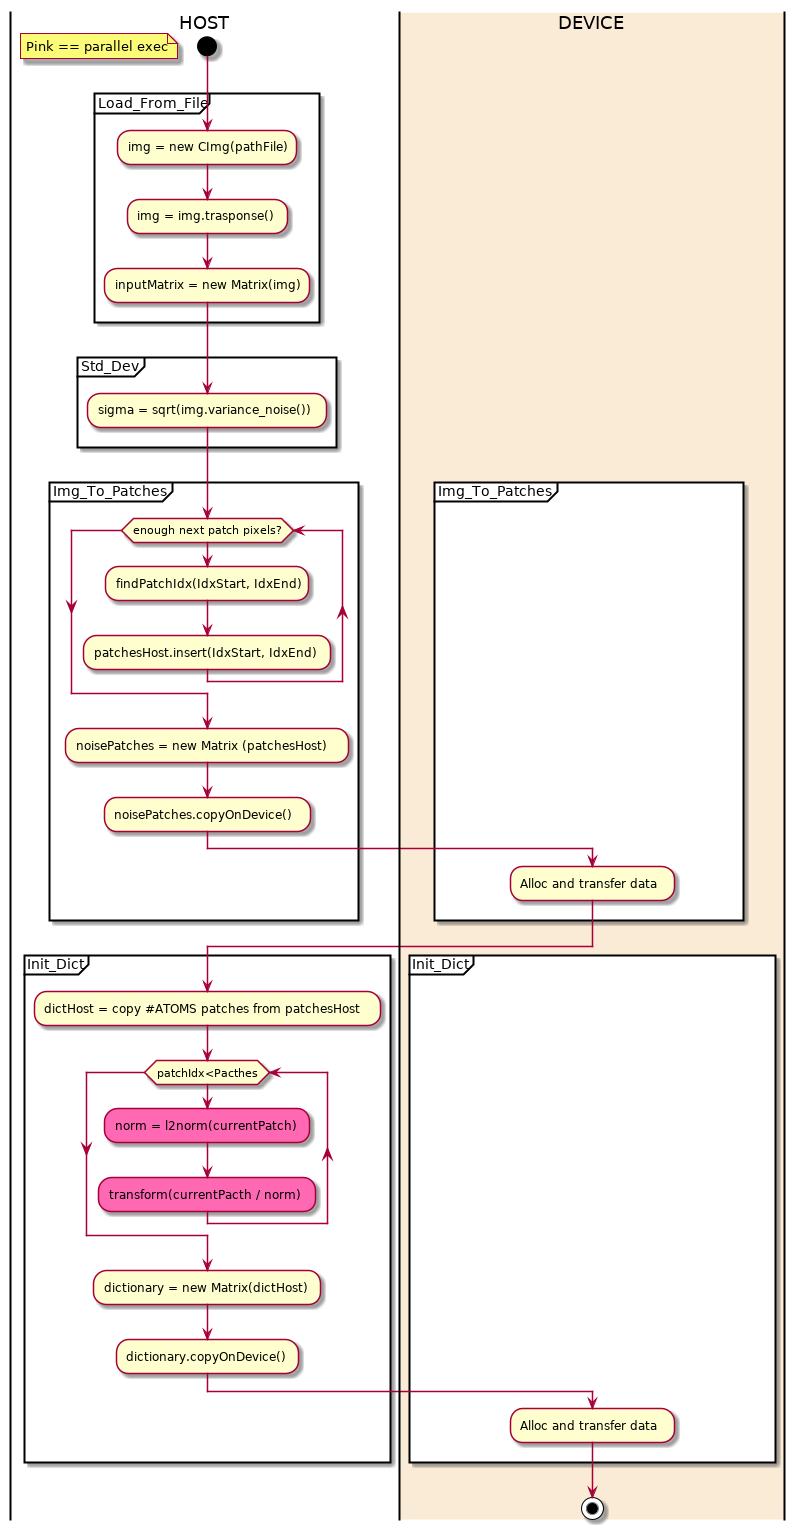 HOST
DEVICE
Pink == parallel exec
Load_From_File
img = new CImg(pathFile)
img = img.trasponse()
inputMatrix = new Matrix(img)
Std_Dev
sigma = sqrt(img.variance_noise())
Img_To_Patches
Img_To_Patches
enough next patch pixels?
findPatchIdx(IdxStart, IdxEnd)
patchesHost.insert(IdxStart, IdxEnd)
noisePatches = new Matrix (patchesHost)
noisePatches.copyOnDevice()
Alloc and transfer data
Init_Dict
Init_Dict
dictHost = copy #ATOMS patches from patchesHost
patchIdx<Pacthes
norm = l2norm(currentPatch)
transform(currentPacth / norm)
dictionary = new Matrix(dictHost)
dictionary.copyOnDevice()
Alloc and transfer data